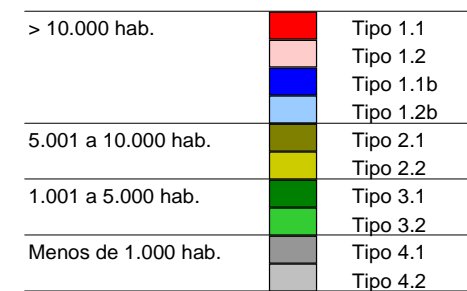 > 10.000 hab. Tipo 1.1
Tipo 1.2
Tipo 1.1b
Tipo 1.2b
5.001 a 10.000 hab. Tipo 2.1
Tipo 2.2
1.001 a 5.000 hab. Tipo 3.1
Tipo 3.2
Menos de 1.000 hab. Tipo 4.1
Tipo 4.2